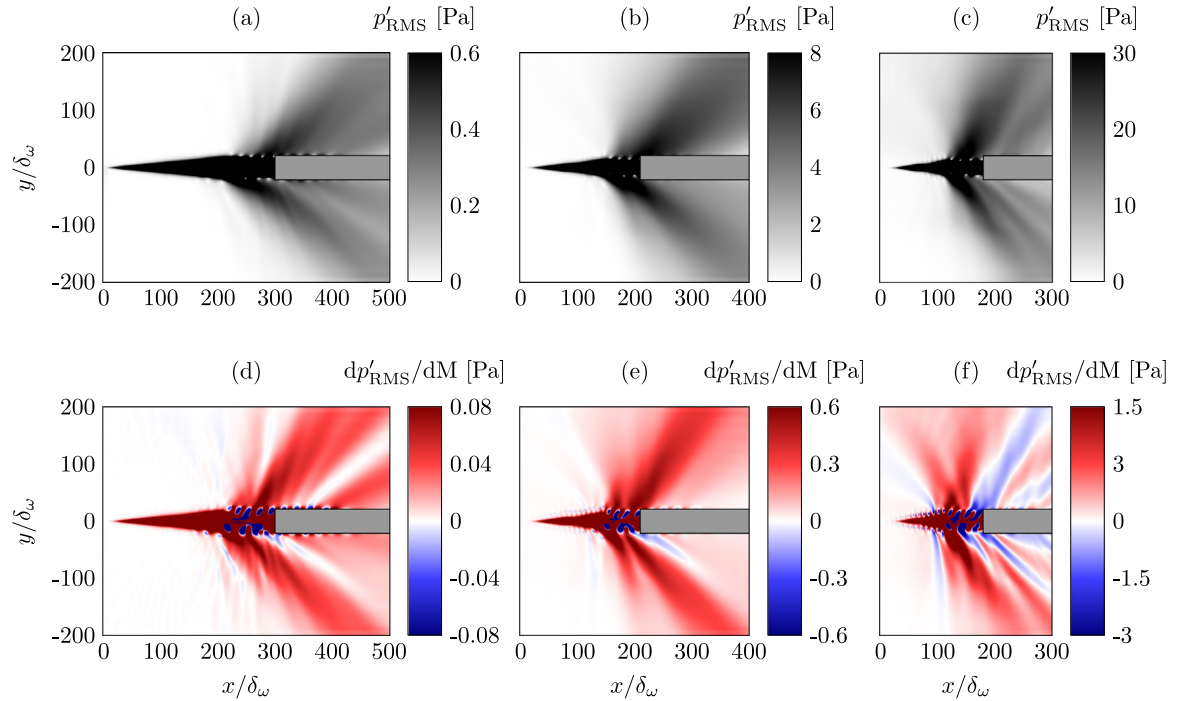 (a) p′RMS [Pa] (b) p′RMS [Pa] (c) p′RMS [Pa]
200 0.6 8 30
100 6
0.4 20
y/δω 0 4
0.2 10
-100 2
-200 0 0 0
0 100 200 300 400 500 0 100 200 300 400 0 100 200 300
(d) dp′RMS/dM [Pa] (e) dp′RMS/dM [Pa] (f) dp′RMS/dM [Pa]
200 0.08 0.6 1.5
100 0.04 0.3 3
y/δω 0 0 0 0
-100 -0.04 -0.3 -1.5
-200 -0.08 -0.6 -3
0 100 200 300 400 500 0 100 200 300 400 0 100 200 300
x/δω x/δω x/δω